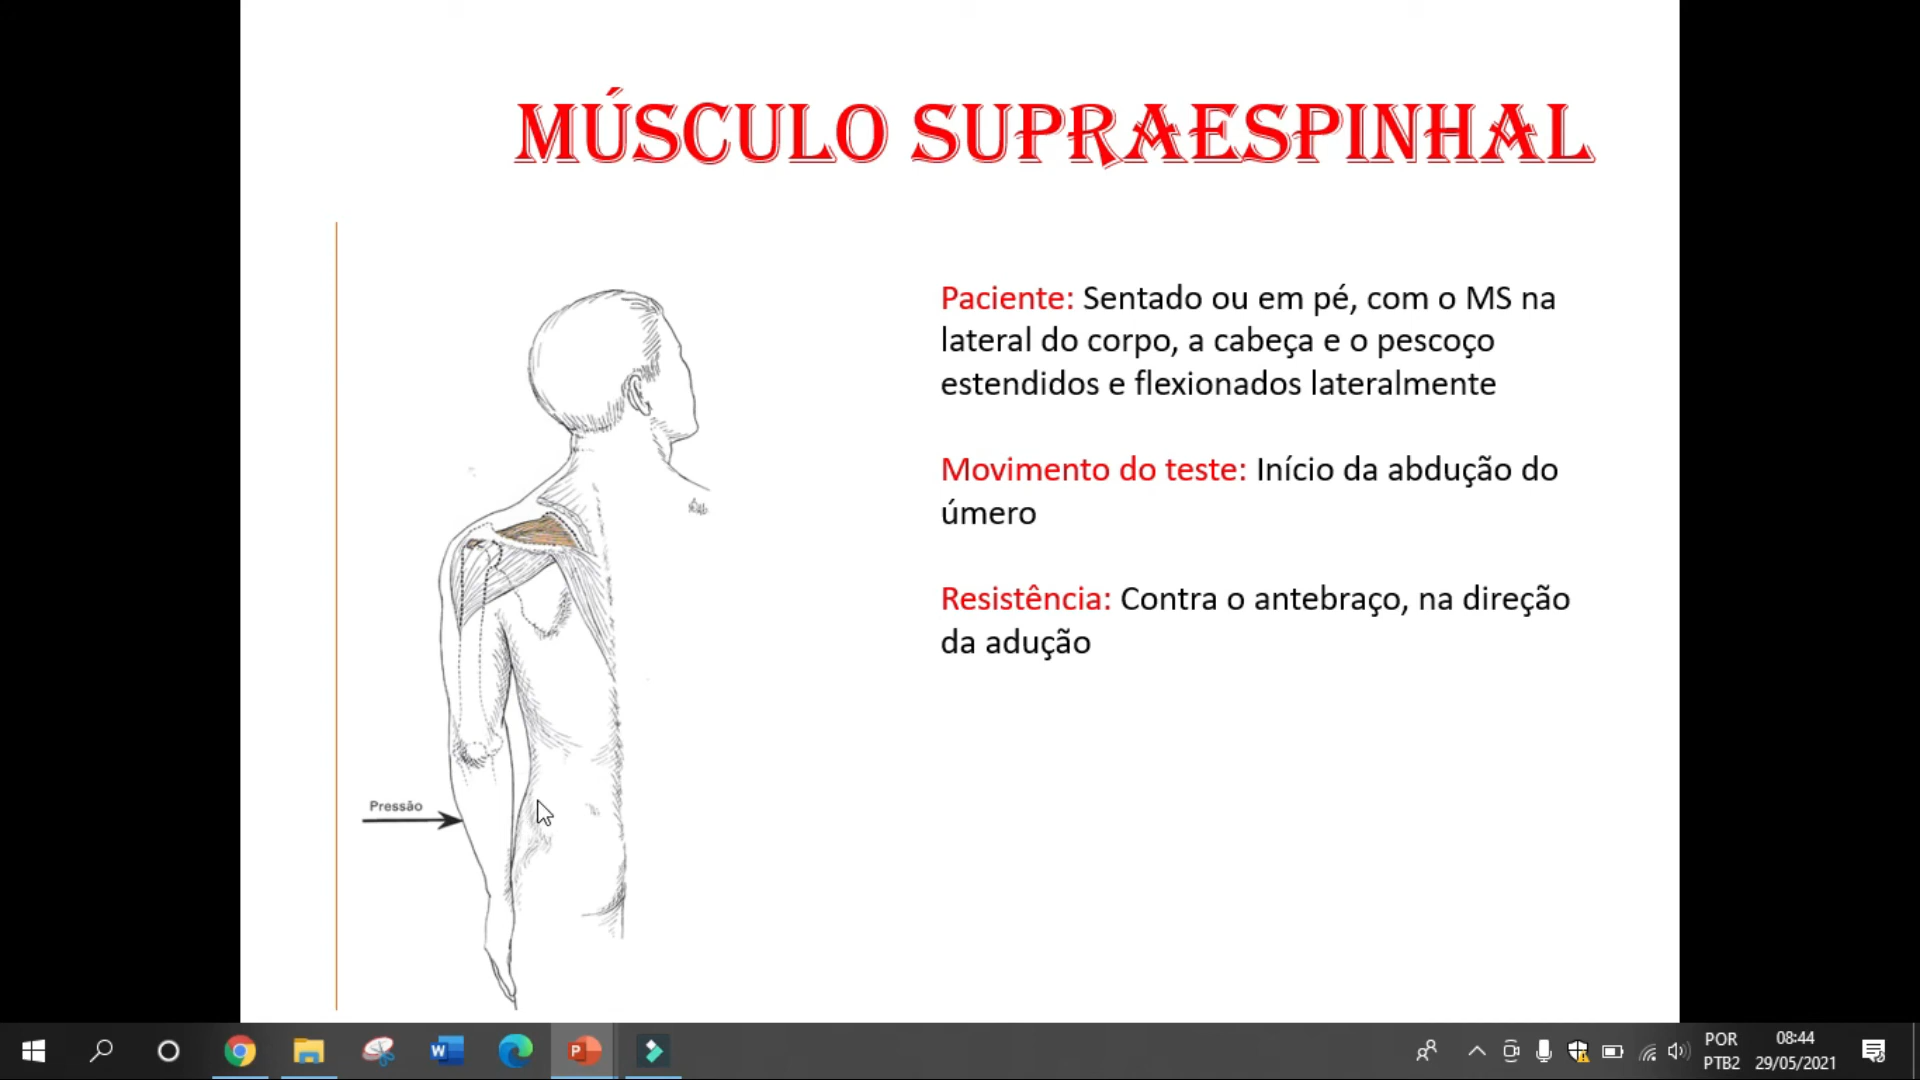 MÚSCULO SUPRAESPINHAL
Paciente: Sentado ou em pé, com o MS na
lateral do corpo, a cabeça e o pescoço
estendidos e flexionados lateralmente
Movimento do teste: Início da abdução do
úmero
Resistência: Contra o antebraço, na direção
da adução
Pressão
POR
PTB2
08:44
29/05/2021